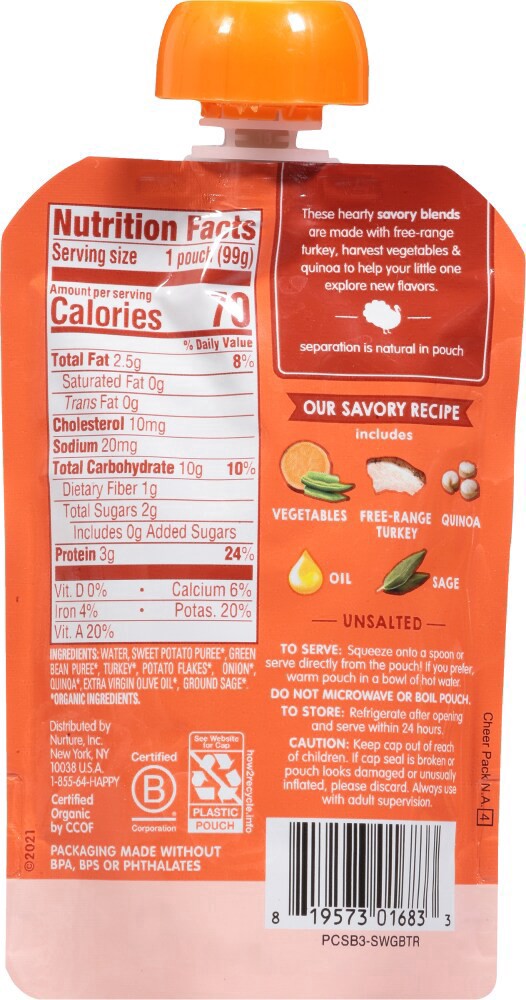 Nutrition Facts
Serving size 1 pouch (99g)
Amount per serving
Calories 70
% Daily Value
Total Fat 2.5g 8%
Saturated Fat 0g
Trans Fat 0g
Cholesterol 10mg
Sodium 20mg
Total Carbohydrate 10g 10%
Dietary Fiber 1g
Total Sugars 2g
Includes 0g Added Sugars
Protein 3g 24%
Vit. D 0% • Calcium 6%
Iron 4% • Potas. 20%
Vit. A 20%
INGREDIENTS: WATER, SWEET POTATO PUREE*, GREEN
BEAN PUREE*, TURKEY*, POTATO FLAKES*, ONION*,
QUINOA*, EXTRA VIRGIN OLIVE OIL*, GROUND SAGE*.
*ORGANIC INGREDIENTS.
Distributed by
Nurture, Inc.
New York, NY
10038 U.S.A.
1-855-64-HAPPY
Certified
Organic
by CCOF
Certified
B
Corporation
See Website
for Cap
PLASTIC
POUCH
how2recycle.info
PACKAGING MADE WITHOUT
BPA, BPS OR PHTHALATES
©2021
These hearty savory blends
are made with free-range
turkey, harvest vegetables &
quinoa to help your little one
explore new flavors.
separation is natural in pouch
OUR SAVORY RECIPE
includes
VEGETABLES
FREE-RANGE
TURKEY
QUINOA
OIL
SAGE
UNSALTED
TO SERVE: Squeeze onto a spoon or
serve directly from the pouch! If you prefer,
warm pouch in a bowl of hot water.
DO NOT MICROWAVE OR BOIL POUCH.
TO STORE: Refrigerate after opening
and serve within 24 hours.
CAUTION: Keep cap out of reach
of children. If cap seal is broken or
pouch looks damaged or unusually
inflated, please discard. Always use
with adult supervision.
Cheer Pack N.A. 4
8 19573 01683 3
PCSB3-SWGBTR